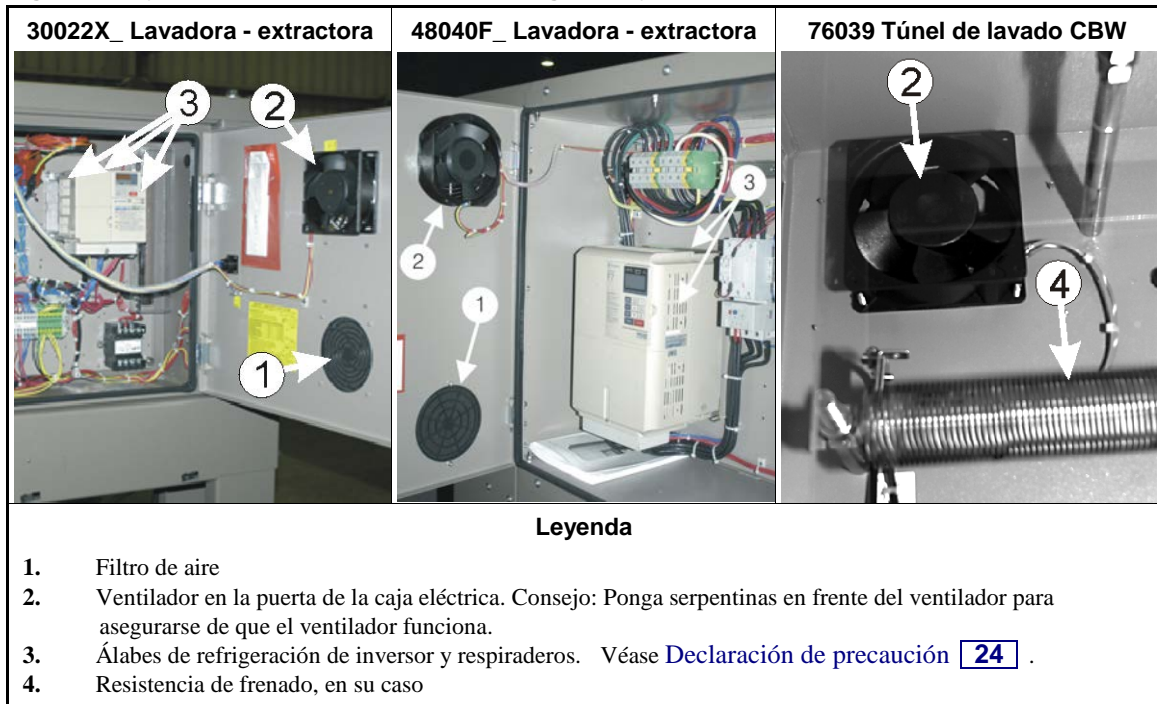 30022X_ Lavadora - extractora
48040F_ Lavadora - extractora
76039 Túnel de lavado CBW
3
2
1
2
1
3
2
4
Leyenda
1. Filtro de aire
2. Ventilador en la puerta de la caja eléctrica. Consejo: Ponga serpentinas en frente del ventilador para
asegurarse de que el ventilador funciona.
3. Álabes de refrigeración de inversor y respiraderos. Véase Declaración de precaución 24 .
4. Resistencia de frenado, en su caso